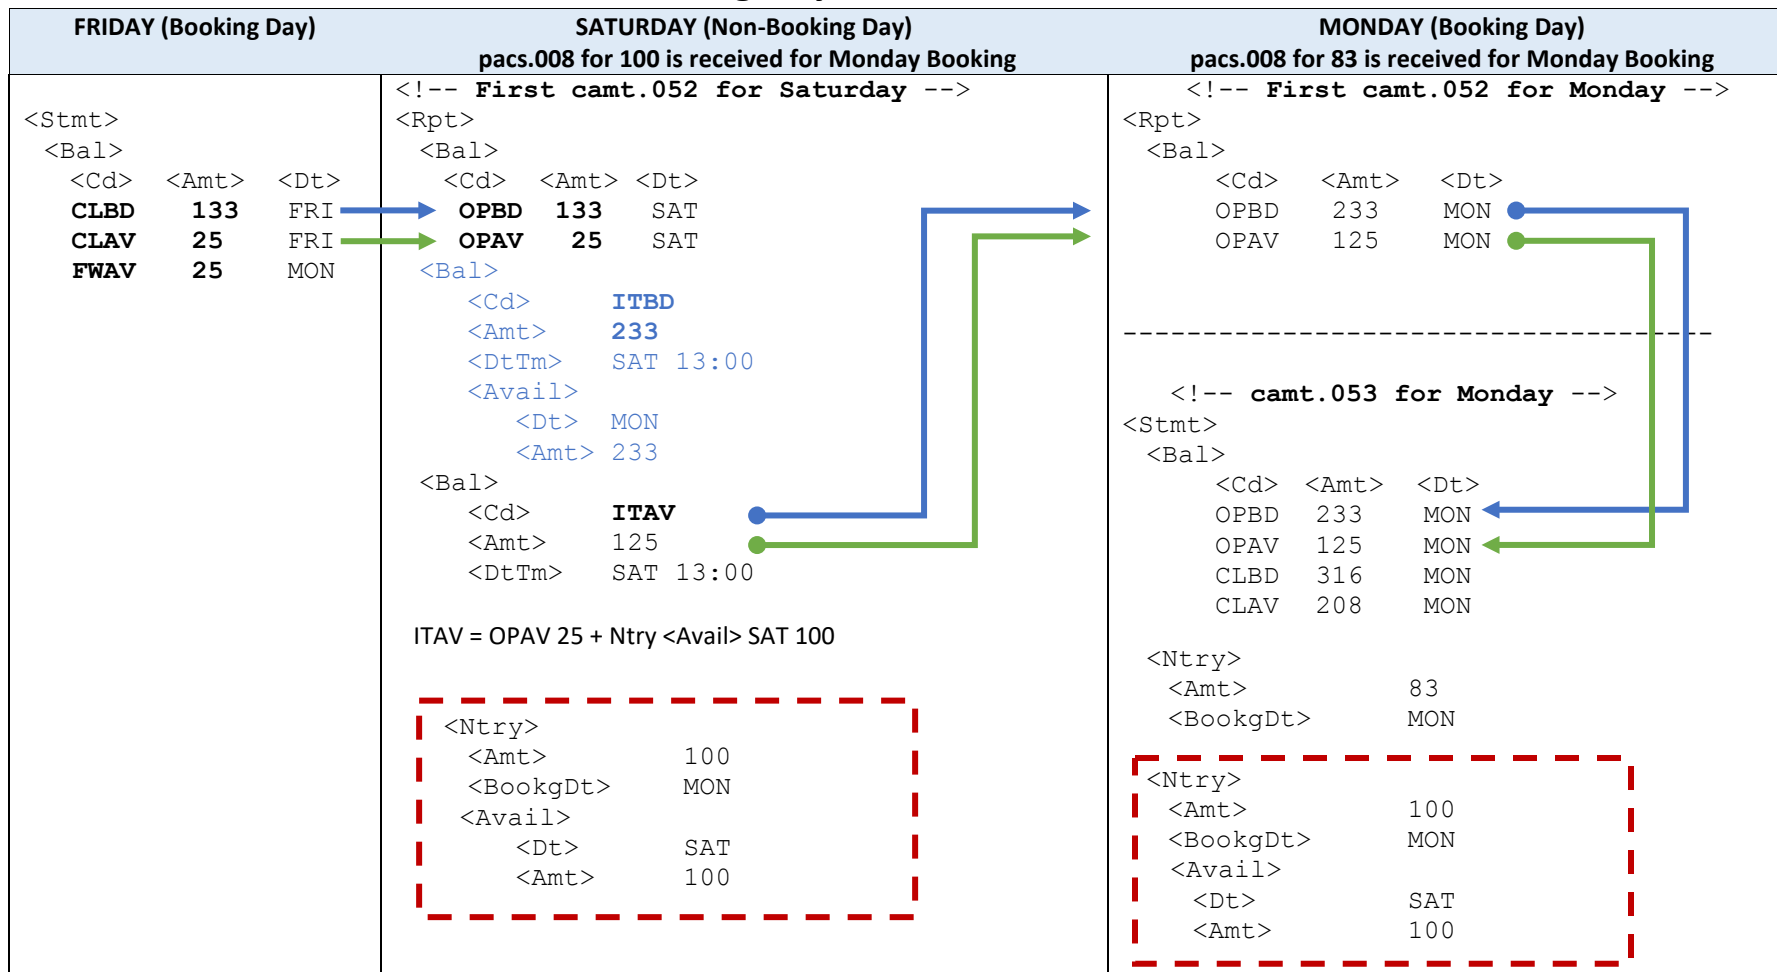 FRIDAY (Booking Day)
SATURDAY (Non-Booking Day)
pacs.008 for 100 is received for Monday Booking
MONDAY (Booking Day)
pacs.008 for 83 is received for Monday Booking
<Stmt>
<Bal>
<Cd> <Amt> <Dt>
CLBD 133 FRI
CLAV 25 FRI
FWAV 25 MON
<!-- First camt.052 for Saturday -->
<Rpt>
<Bal>
<Cd> <Amt> <Dt>
OPBD 133 SAT
OPAV 25 SAT
<Bal>
<Cd> ITBD
<Amt> 233
<DtTm> SAT 13:00
<Avail>
<Dt> MON
<Amt> 233
<Bal>
<Cd> ITAV
<Amt> 125
<DtTm> SAT 13:00
ITAV = OPAV 25 + Ntry <Avail> SAT 100
<Ntry>
<Amt> 100
<BookgDt> MON
<Avail>
<Dt> SAT
<Amt> 100
<!-- First camt.052 for Monday -->
<Rpt>
<Bal>
<Cd> <Amt> <Dt>
OPBD 233 MON
OPAV 125 MON
-------------------------------------
<!-- camt.053 for Monday -->
<Stmt>
<Bal>
<Cd> <Amt> <Dt>
OPBD 233 MON
OPAV 125 MON
CLBD 316 MON
CLAV 208 MON
<Ntry>
<Amt> 83
<BookgDt> MON
<Ntry>
<Amt> 100
<BookgDt> MON
<Avail>
<Dt> SAT
<Amt> 100